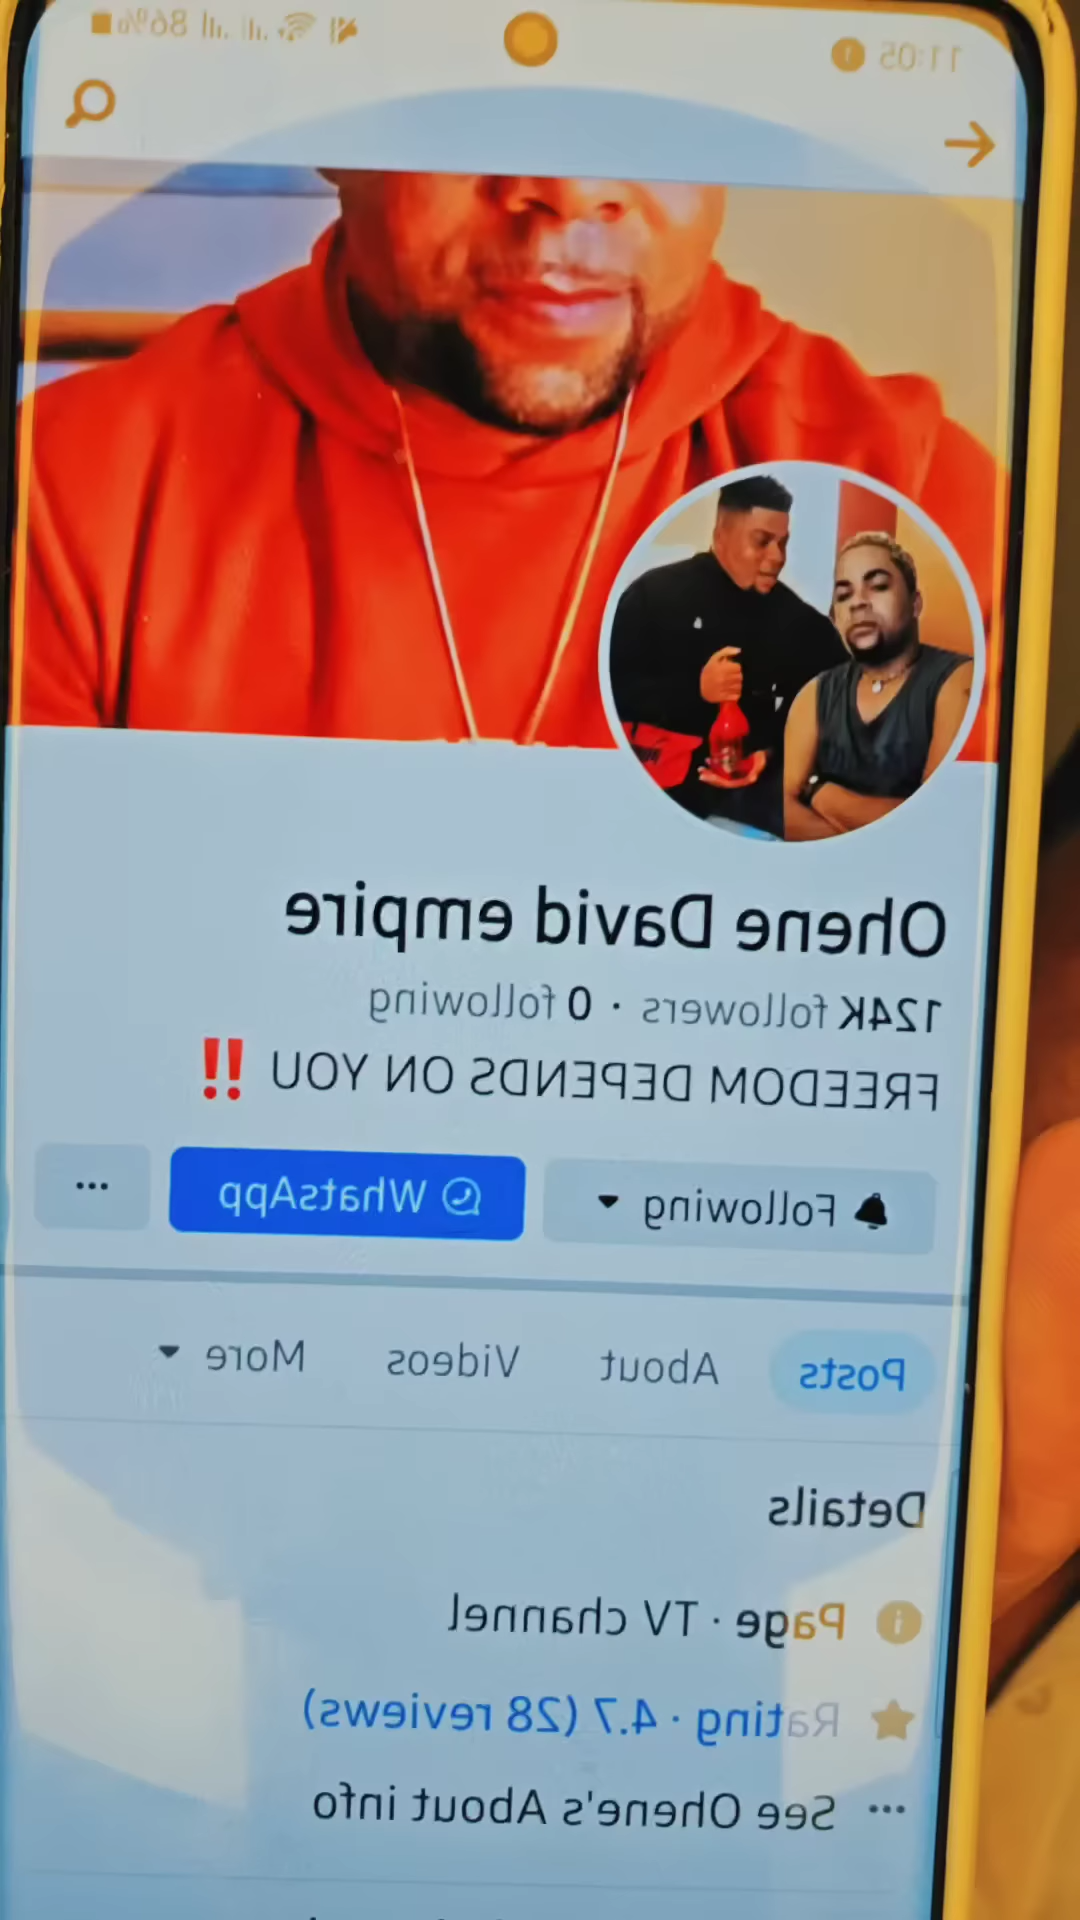 11:05 86%
Ohene David empire
124K followers · 0 following
FREEDOM DEPENDS ON YOU ‼️
Following WhatsApp ...
Posts About Videos More
Details
Page · TV channel
Rating · 4.7 (28 reviews)
See Ohene's About info